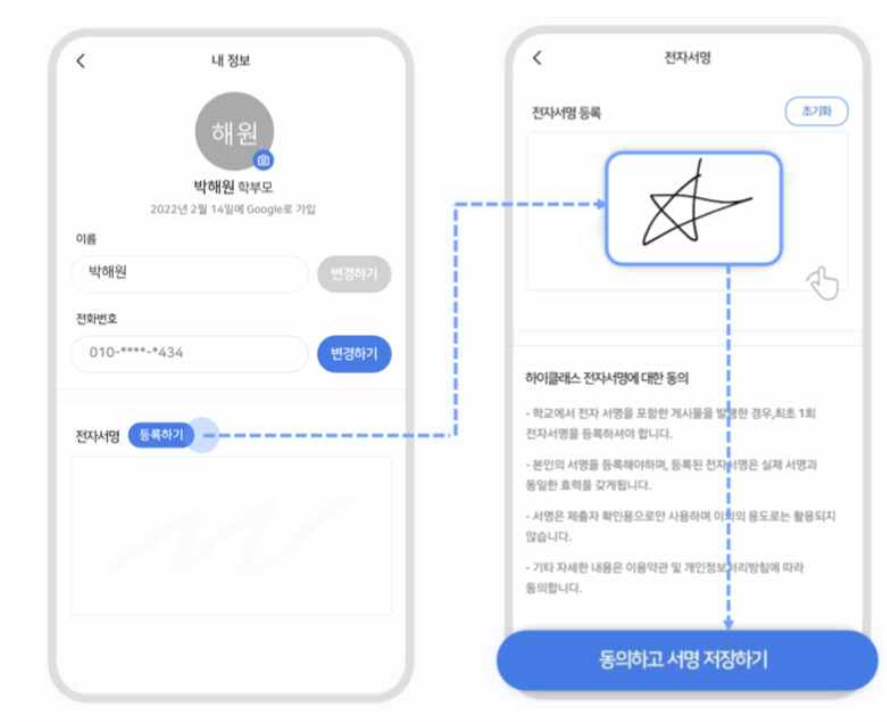 내 정보
해원
박해원 학부모
2022년 2월 14일에 Google로 가입
이름
박해원
변경하기
전화번호
010-****-*434
변경하기
전자서명
등록하기
전자서명
전자서명 등록
초기화
하이클래스 전자서명에 대한 동의
- 학교에서 전자 서명을 포함한 게시물을 발행한 경우,최초 1회
전자서명을 등록하셔야 합니다.
- 본인의 서명을 등록해야하며, 등록된 전자서명은 실제 서명과
동일한 효력을 갖게됩니다.
- 서명은 제출자 확인용으로만 사용하며 이외의 용도로는 활용되지
않습니다.
- 기타 자세한 내용은 이용약관 및 개인정보처리방침에 따라
동의합니다.
동의하고 서명 저장하기